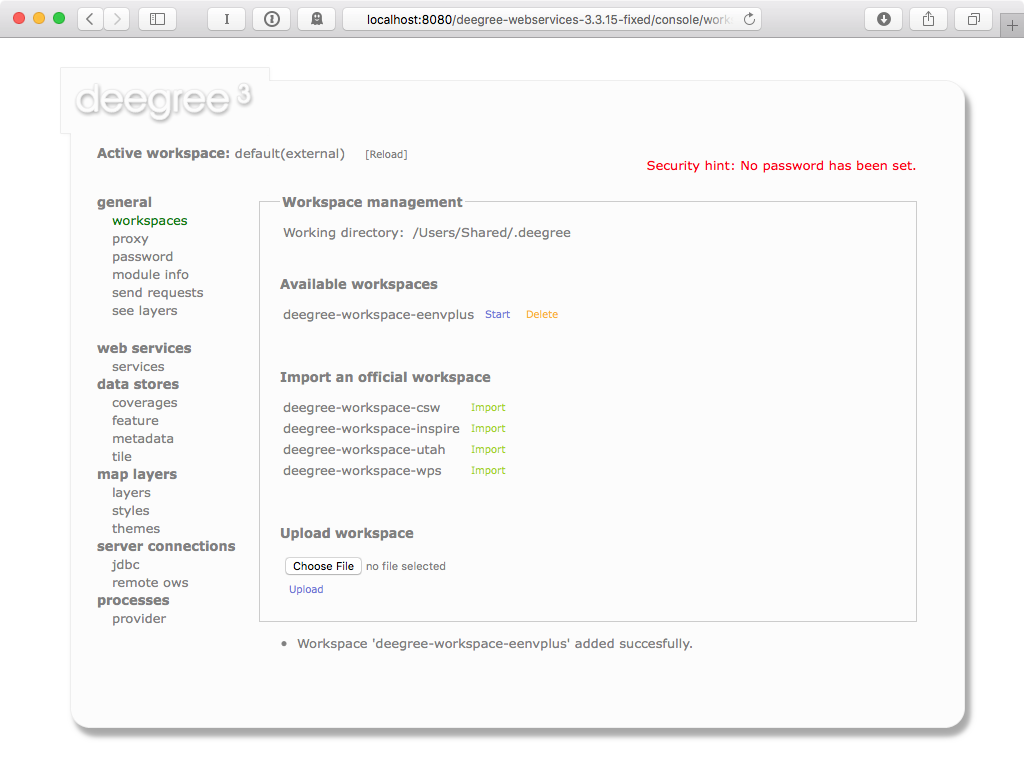 localhost:8080/deegree-webservices-3.3.15-fixed/console/work
deegree 3
Active workspace: default(external) [Reload]
Security hint: No password has been set.
general
workspaces
proxy
password
module info
send requests
see layers
web services
services
data stores
coverages
feature
metadata
tile
map layers
layers
styles
themes
server connections
jdbc
remote ows
processes
provider
Workspace management
Working directory: /Users/Shared/.deegree
Available workspaces
deegree-workspace-eenvplus Start Delete
Import an official workspace
deegree-workspace-csw Import
deegree-workspace-inspire Import
deegree-workspace-utah Import
deegree-workspace-wps Import
Upload workspace
Choose File no file selected
Upload
• Workspace 'deegree-workspace-eenvplus' added succesfully.